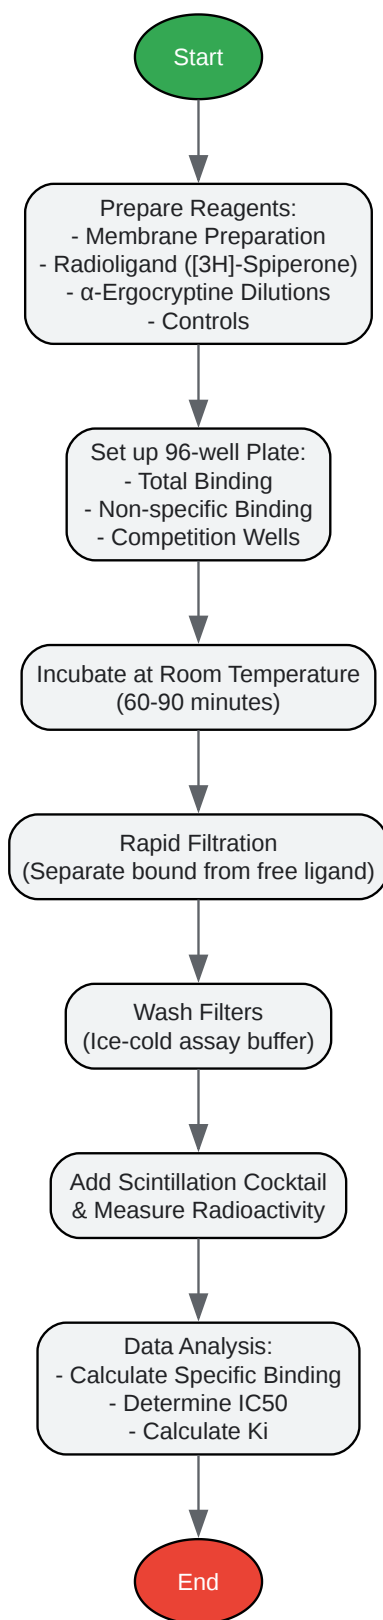 Start
Prepare Reagents:
- Membrane Preparation
- Radioligand ([3H]-Spiperone)
- α-Ergocryptine Dilutions
- Controls
Set up 96-well Plate:
- Total Binding
- Non-specific Binding
- Competition Wells
Incubate at Room Temperature
(60-90 minutes)
Rapid Filtration
(Separate bound from free ligand)
Wash Filters
(Ice-cold assay buffer)
Add Scintillation Cocktail
& Measure Radioactivity
Data Analysis:
- Calculate Specific Binding
- Determine IC50
- Calculate Ki
End